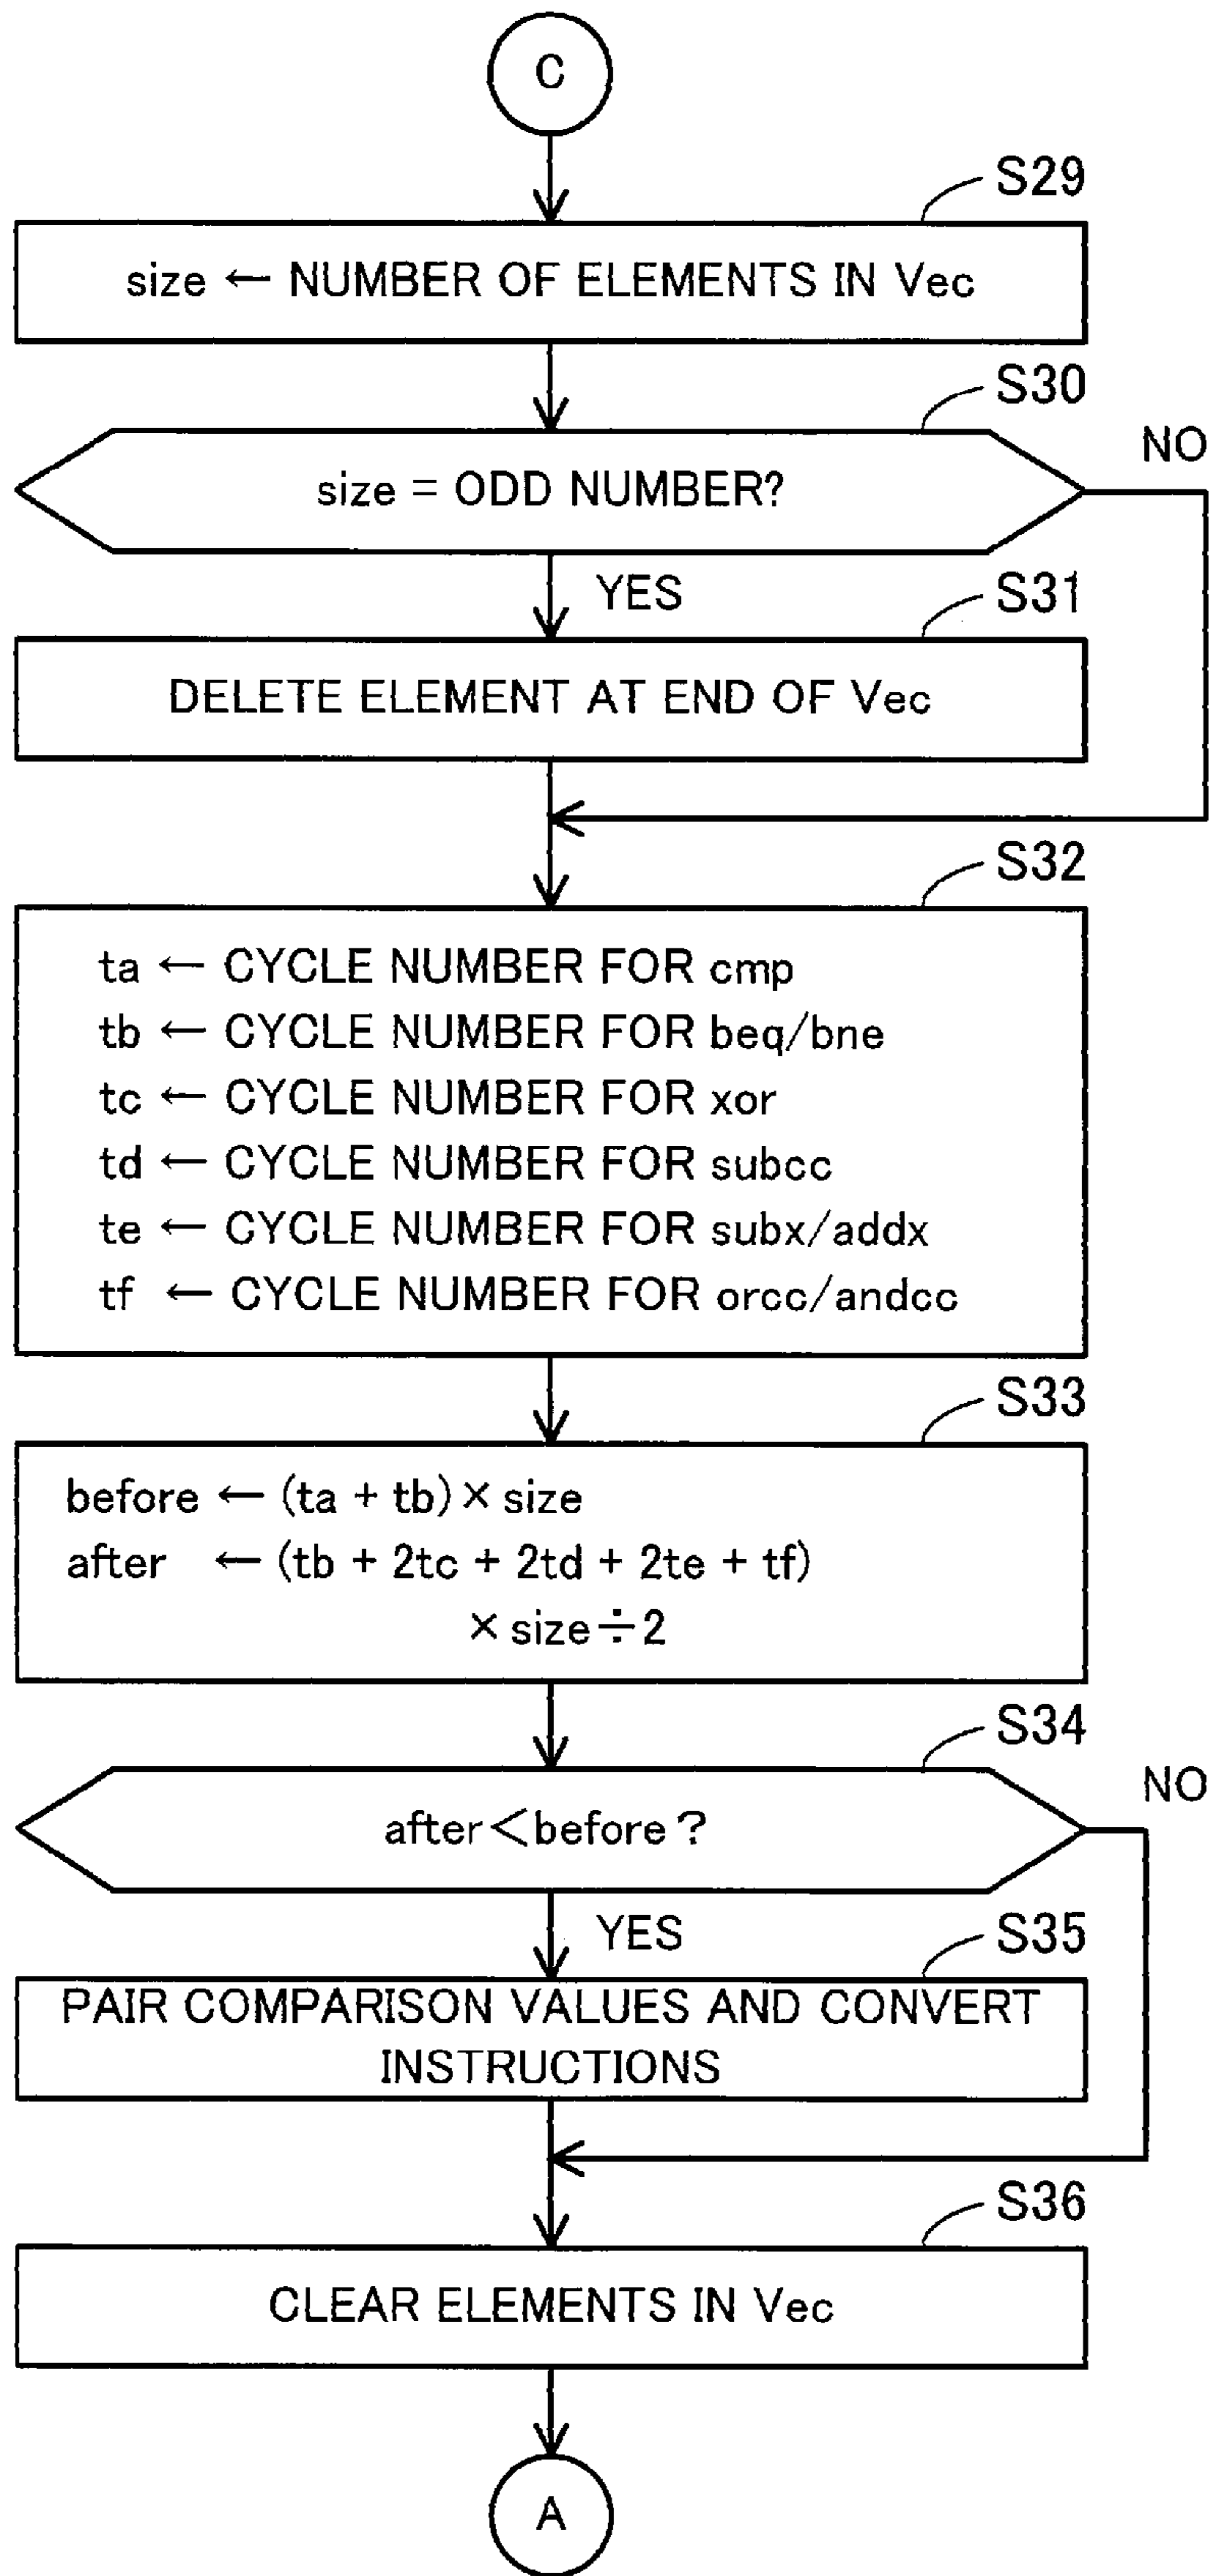 C
S29
size ← NUMBER OF ELEMENTS IN Vec
S30
NO
size = ODD NUMBER?
YES
S31
DELETE ELEMENT AT END OF Vec
S32
ta ← CYCLE NUMBER FOR cmp
tb ← CYCLE NUMBER FOR beq/bne
tc ← CYCLE NUMBER FOR xor
td ← CYCLE NUMBER FOR subcc
te ← CYCLE NUMBER FOR subx/addx
tf ← CYCLE NUMBER FOR orcc/andcc
S33
before ← (ta + tb) × size
after ← (tb + 2tc + 2td + 2te + tf)
× size ÷ 2
S34
NO
after < before ?
YES
S35
PAIR COMPARISON VALUES AND CONVERT
INSTRUCTIONS
S36
CLEAR ELEMENTS IN Vec
A